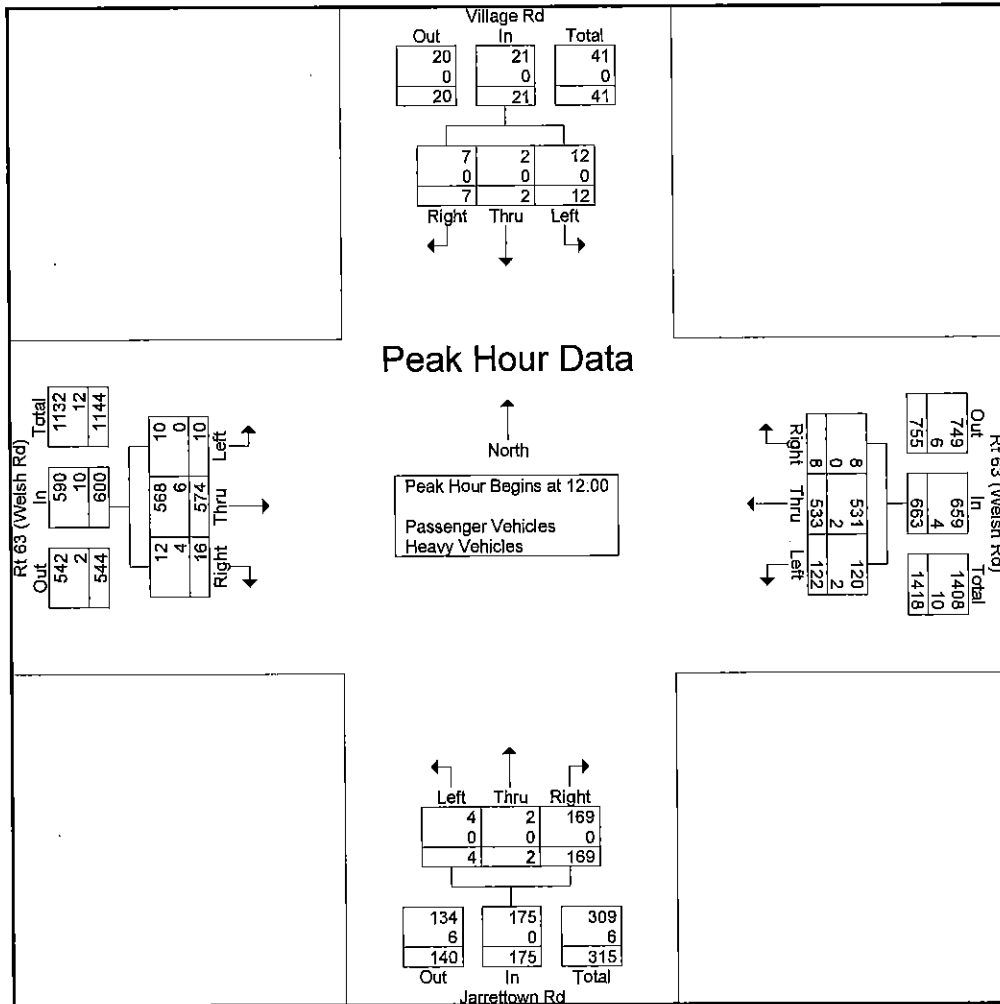 Village Rd
Out In Total
20 21 41
0 0 0
20 21 41
7 2 12
0 0 0
7 2 12
Right Thru Left
Peak Hour Data
North
Peak Hour Begins at 12.00
Passenger Vehicles
Heavy Vehicles
Rt 63 (Welsh Rd)
Out In Total
542 590 1132
2 10 12
544 600 1144
Left Thru Right
10 568 12
0 6 4
10 574 16
Rt 63 (Welsh Rd)
Out In Total
749 659 1408
6 4 10
755 663 1418
Right Thru Left
8 531 120
0 2 2
8 533 122
Left Thru Right
4 2 169
0 0 0
4 2 169
134 175 309
6 0 6
140 175 315
Out In Total
Jarrettown Rd